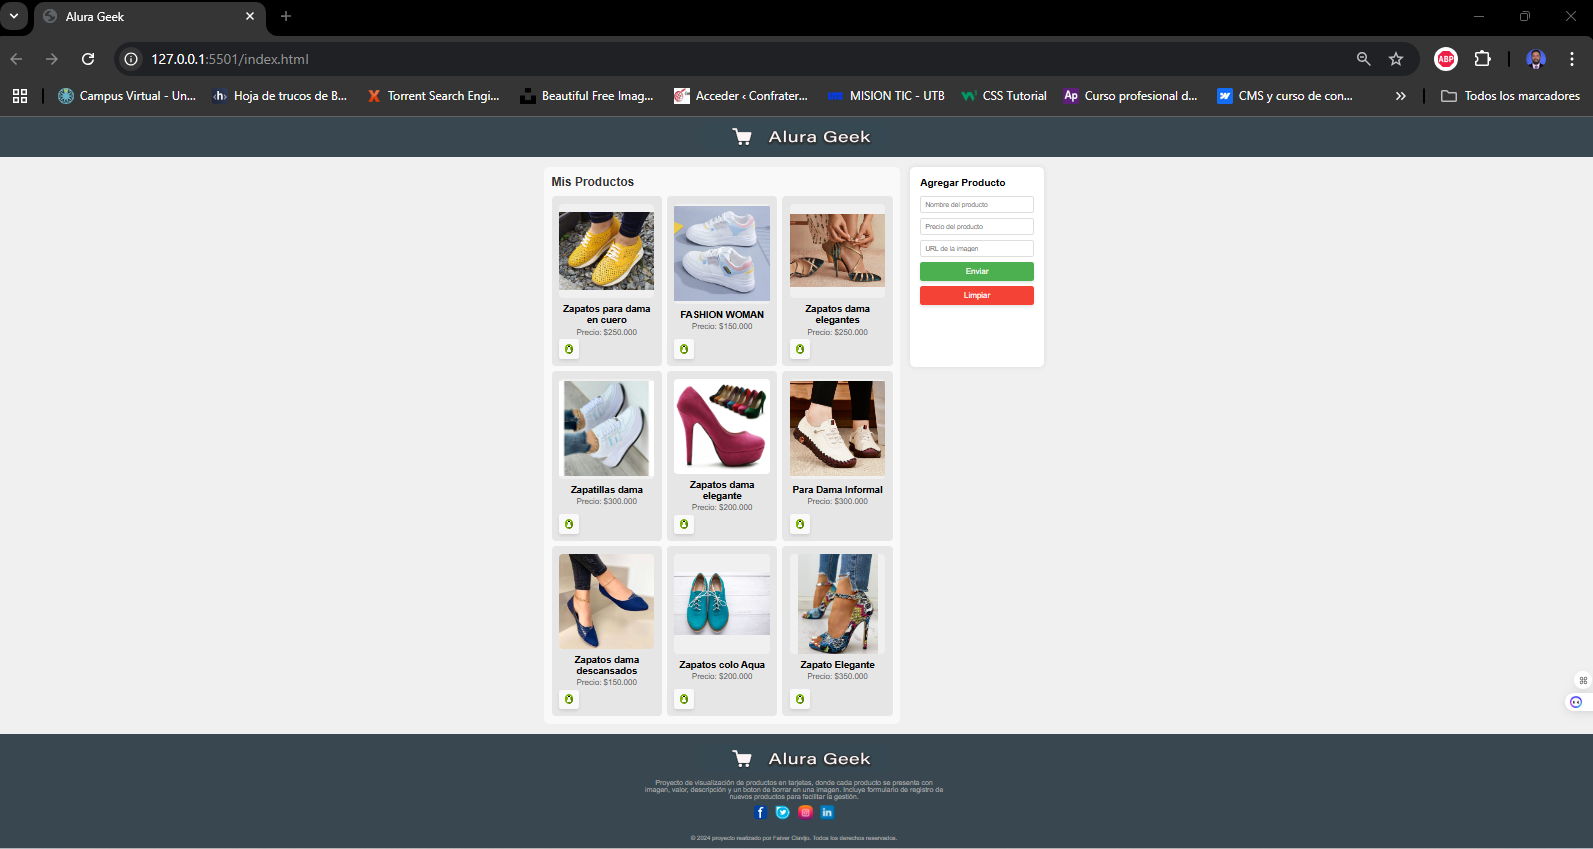 Alura Geek
127.0.0.1:5501/index.html
ABP
Campus Virtual - Un...
Hoja de trucos de B...
Torrent Search Engi...
Beautiful Free Imag...
Acceder ‹ Confrater...
MISION TIC - UTB
CSS Tutorial
Ap Curso profesional d...
CMS y curso de con...
Todos los marcadores
Alura Geek
Mis Productos
Zapatos para dama
en cuero
Precio: $250.000
FASHION WOMAN
Precio: $150.000
Zapatos dama
elegantes
Precio: $250.000
Zapatillas dama
Precio: $300.000
Zapatos dama
elegante
Precio: $200.000
Para Dama Informal
Precio: $300.000
Zapatos dama
descansados
Precio: $150.000
Zapatos colo Aqua
Precio: $200.000
Zapato Elegante
Precio: $350.000
Agregar Producto
Nombre del producto
Precio del producto
URL de la imagen
Enviar
Limpiar
Alura Geek
Proyecto de visualización de productos en tarjetas, donde cada producto se presenta con
imagen, valor, descripción y un boton de borrar en una imagen. Incluye formulario de registro de
nuevos productos para facilitar la gestión.
© 2024 proyecto realizado por Faiver Clavijo. Todos los derechos reservados.